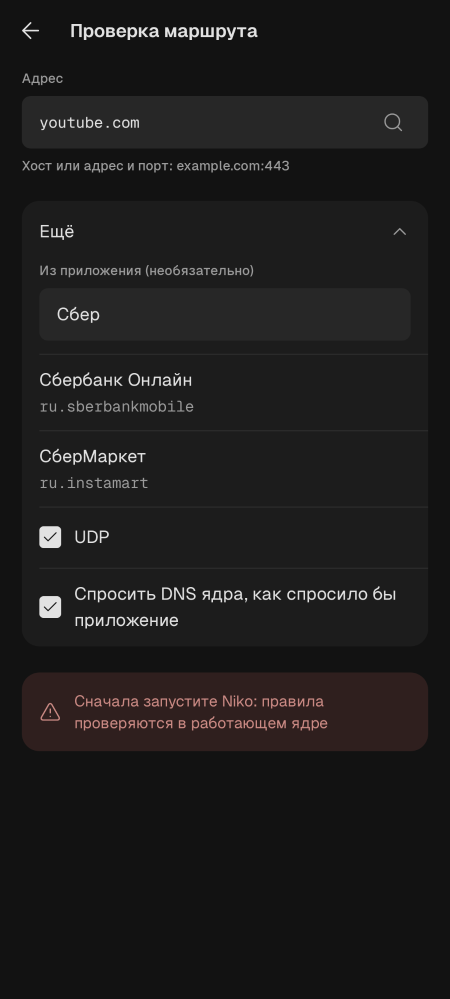 Проверка маршрута
Адрес
youtube.com
Хост или адрес и порт: example.com:443
Ещё
Из приложения (необязательно)
Сбер
Сбербанк Онлайн
ru.sberbankmobile
СберМаркет
ru.instamart
UDP
Спросить DNS ядра, как спросило бы
приложение
Сначала запустите Niko: правила
проверяются в работающем ядре